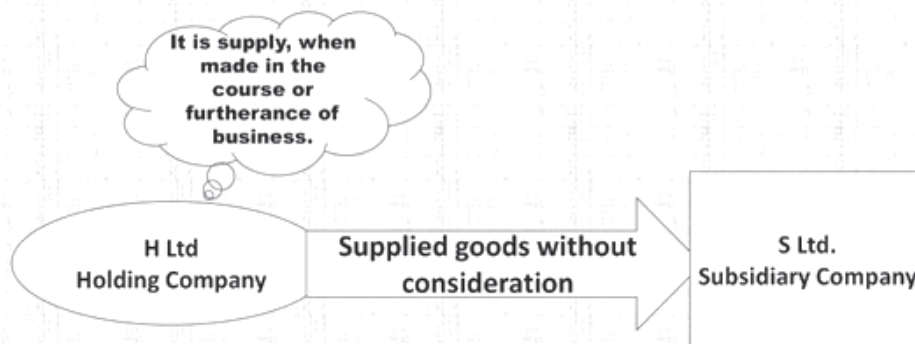 It is supply, when
made in the
course or
furtherance of
business.
H Ltd
Holding Company
Supplied goods without
consideration
S Ltd.
Subsidiary Company